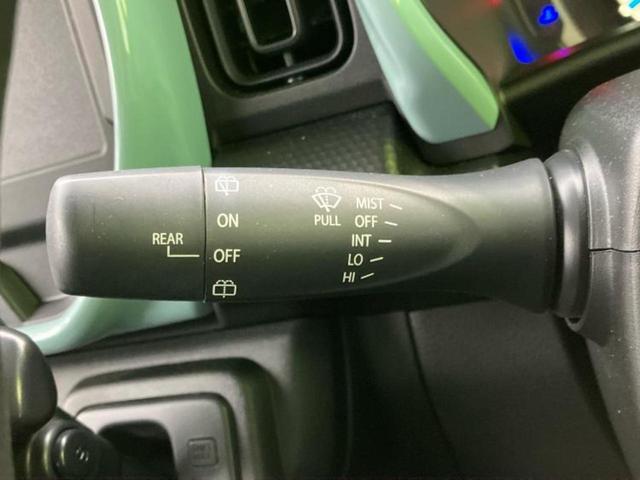 REAR
ON
OFF
PULL
MIST
OFF
INT
LO
HI